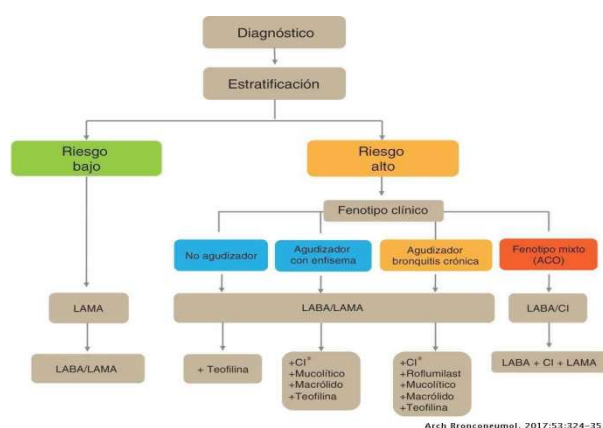 Diagnóstico
Estratificación
Riesgo
bajo
Riesgo
alto
Fenotipo clínico
No agudizador
Agudizador
con enfisema
Agudizador
bronquitis crónica
Fenotipo mixto
(ACO)
LAMA
LABA/LAMA
LABA/CI
LABA/LAMA
+ Teofilina
+CI*
+Mucolítico
+Macrólido
+Teofilina
+CI*
+Roflumilast
+Mucolítico
+Macrólido
+Teofilina
LABA + CI + LAMA
Arch Bronconeumol. 2017;53:324-35